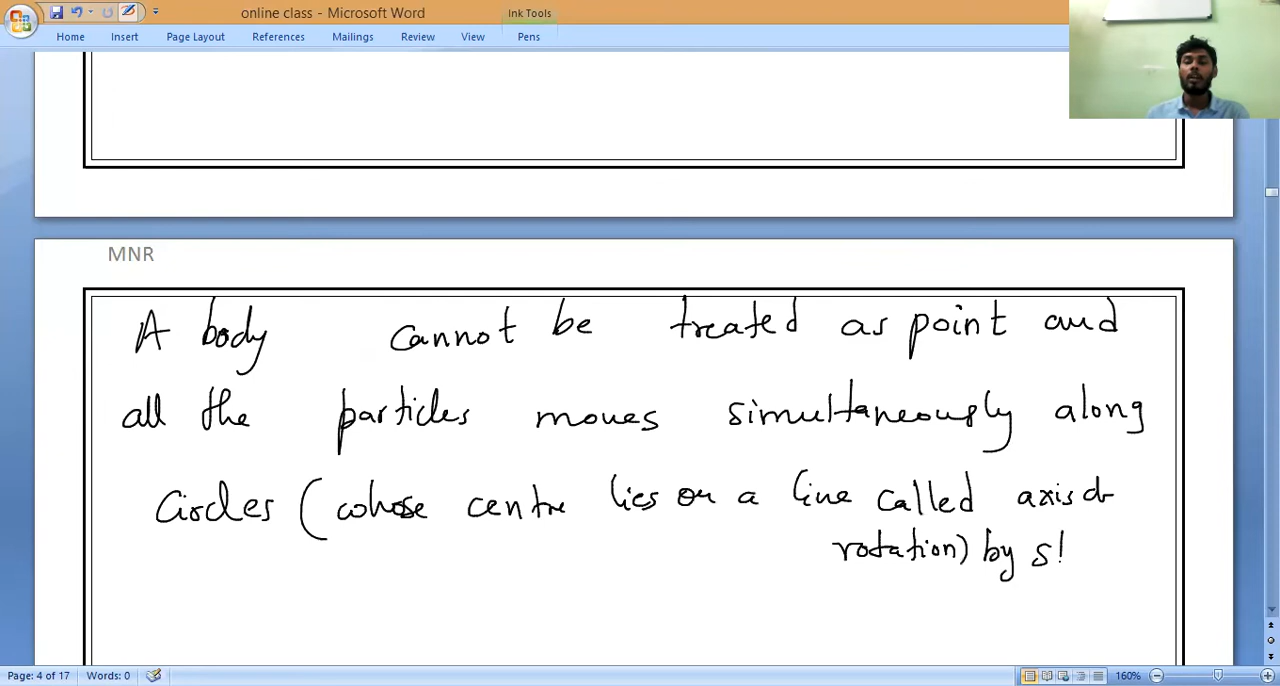 online class - Microsoft Word
Ink Tools
Home Insert Page Layout References Mailings Review View Pens
MNR
A body cannot be treated as point and
all the particles moves simultaneously along
Circles (whose centre lies on a line called axis of
rotation) by s
Page: 4 of 17 Words: 0 160%